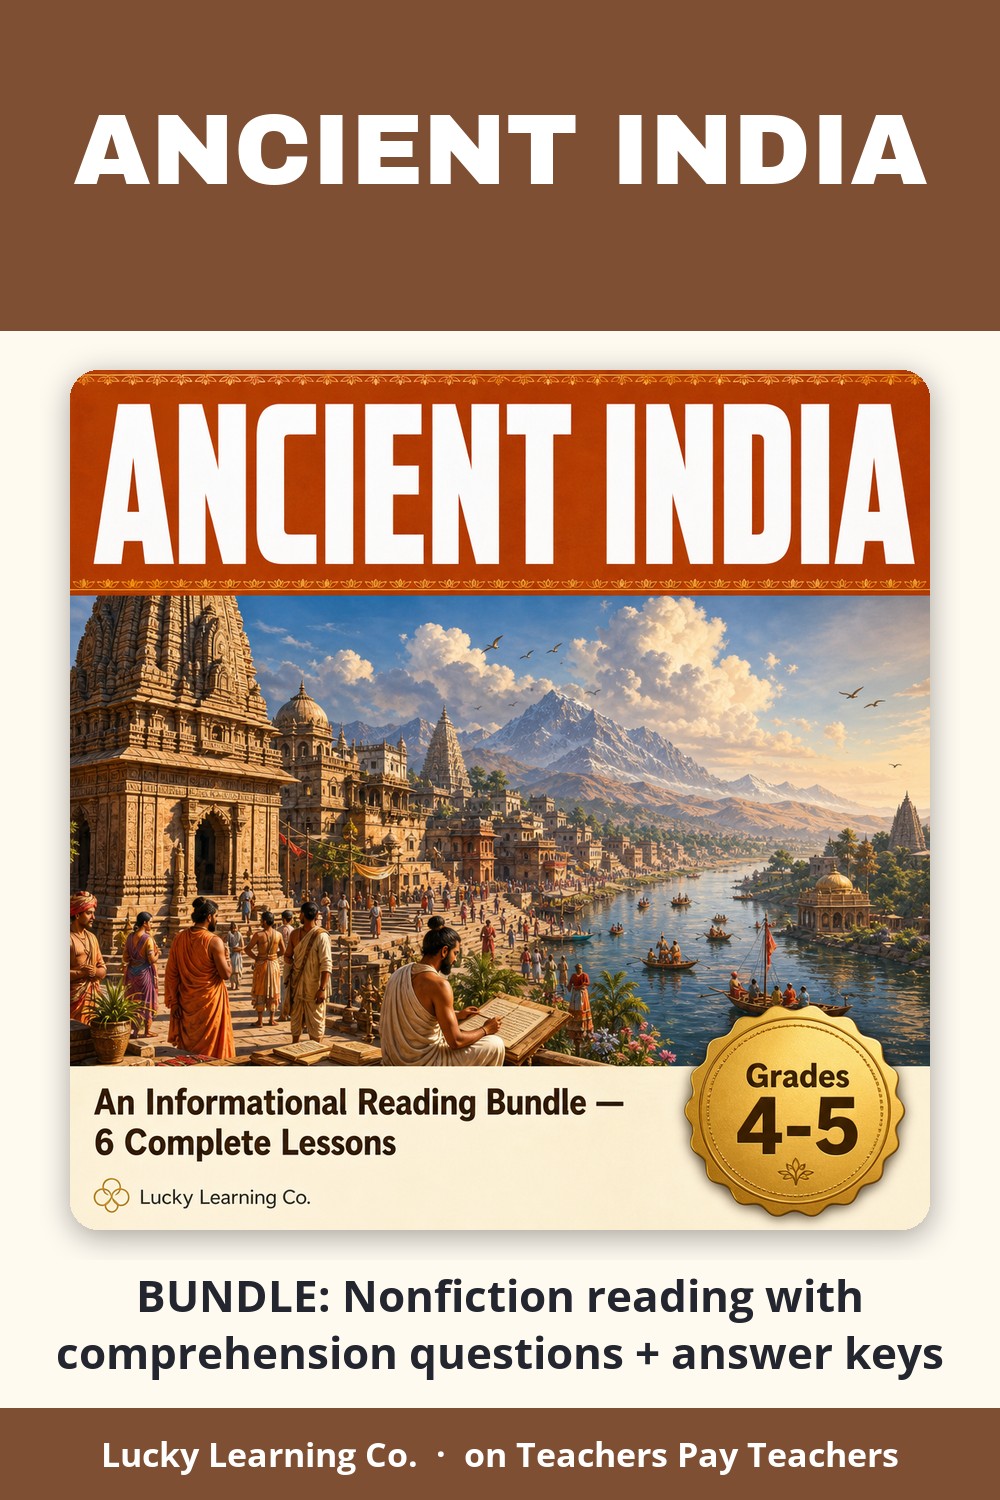 ANCIENT INDIA
ANCIENT INDIA
An Informational Reading Bundle —
6 Complete Lessons
Lucky Learning Co.
Grades
4-5
BUNDLE: Nonfiction reading with
comprehension questions + answer keys
Lucky Learning Co. · on Teachers Pay Teachers